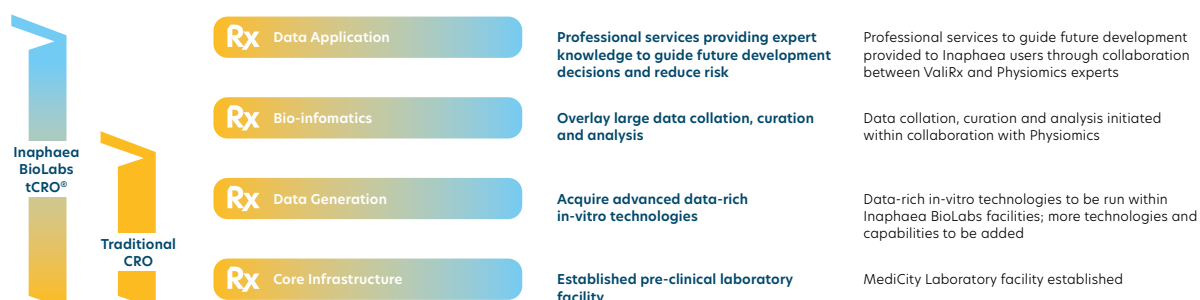 Rx Data Application
Professional services providing expert
knowledge to guide future development
decisions and reduce risk
Professional services to guide future development
provided to Inaphaea users through collaboration
between ValiRx and Physiomics experts
Rx Bio-infomatics
Overlay large data collation, curation
and analysis
Data collation, curation and analysis initiated
within collaboration with Physiomics
Inaphaea
BioLabs
tCRO®
Rx Data Generation
Acquire advanced data-rich
in-vitro technologies
Data-rich in-vitro technologies to be run within
Inaphaea BioLabs facilities; more technologies and
capabilities to be added
Traditional
CRO
Rx Core Infrastructure
Established pre-clinical laboratory
facility
MediCity Laboratory facility established